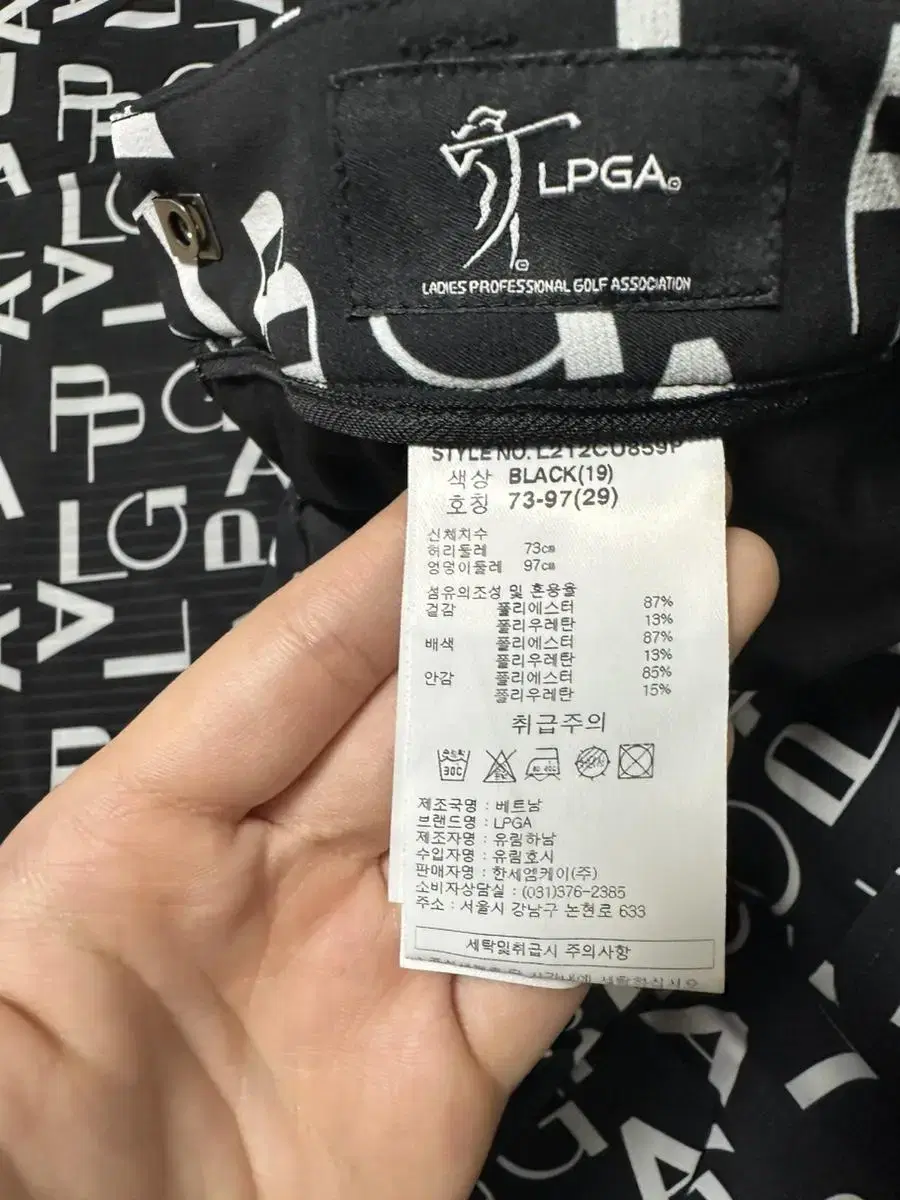 LPGA
LADIES PROFESSIONAL GOLF ASSOCIATION
STYLE NO. L212CU859P
색상 BLACK(19)
호칭 73-97(29)
신체치수
허리둘레 73cm
엉덩이둘레 97cm
섬유의조성 및 혼용율
겉감 폴리에스터 87%
폴리우레탄 13%
배색 폴리에스터 87%
폴리우레탄 13%
안감 폴리에스터 85%
폴리우레탄 15%
취급주의
제조국명 : 베트남
브랜드명 : LPGA
제조자명 : 유림하남
수입자명 : 유림호시
판매자명 : 한세엠케이(주)
소비자상담실 : (031)376-2385
주소 : 서울시 강남구 논현로 633
세탁및취급시 주의사항